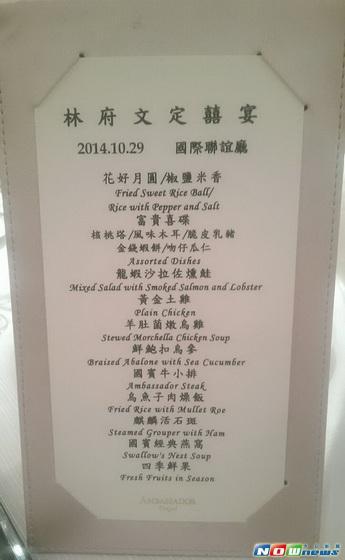 林府文定囍宴
2014.10.29 國際聯誼廳
花好月圓/椒鹽米香
Fried Sweet Rice Ball/
Rice with Pepper and Salt
富貴喜碟
核桃塔/風味木耳/脆皮乳豬
金錢蝦餅/吻仔瓜仁
Assorted Dishes
龍蝦沙拉佐燻鮭
Mixed Salad with Smoked Salmon and Lobster
黃金土雞
Plain Chicken
羊肚菌燉烏雞
Stewed Morchella Chicken Soup
鮮鮑扣烏參
Braised Abalone with Sea Cucumber
國賓牛小排
Ambassador Steak
烏魚子肉燥飯
Fried Rice with Mullet Roe
麒麟活石斑
Steamed Grouper with Ham
國賓經典燕窩
Swallow's Nest Soup
四季鮮果
Fresh Fruits in Season
AMBASSADOR
NOWnews